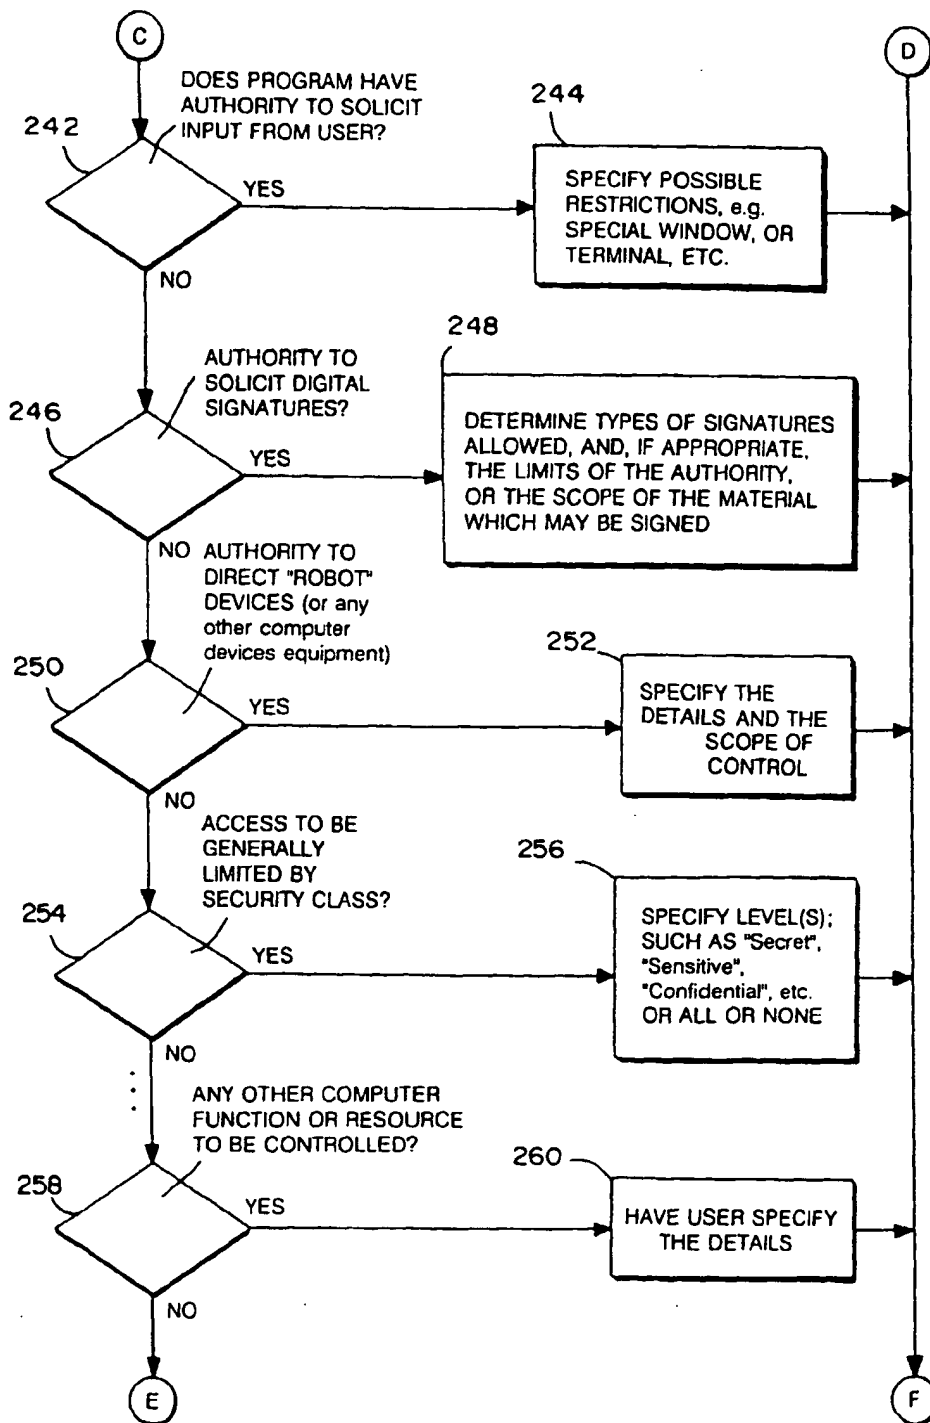 C
D
DOES PROGRAM HAVE
AUTHORITY TO SOLICIT
INPUT FROM USER?
242
YES
NO
244
SPECIFY POSSIBLE
RESTRICTIONS, e.g.
SPECIAL WINDOW, OR
TERMINAL, ETC.
AUTHORITY TO
SOLICIT DIGITAL
SIGNATURES?
246
YES
NO
248
DETERMINE TYPES OF SIGNATURES
ALLOWED, AND, IF APPROPRIATE,
THE LIMITS OF THE AUTHORITY,
OR THE SCOPE OF THE MATERIAL
WHICH MAY BE SIGNED
AUTHORITY TO
DIRECT "ROBOT"
DEVICES (or any
other computer
devices equipment)
250
YES
NO
252
SPECIFY THE
DETAILS AND THE
SCOPE OF
CONTROL
ACCESS TO BE
GENERALLY
LIMITED BY
SECURITY CLASS?
254
YES
NO
256
SPECIFY LEVEL(S);
SUCH AS "Secret",
"Sensitive",
"Confidential", etc.
OR ALL OR NONE
ANY OTHER COMPUTER
FUNCTION OR RESOURCE
TO BE CONTROLLED?
258
YES
NO
260
HAVE USER SPECIFY
THE DETAILS
E
F